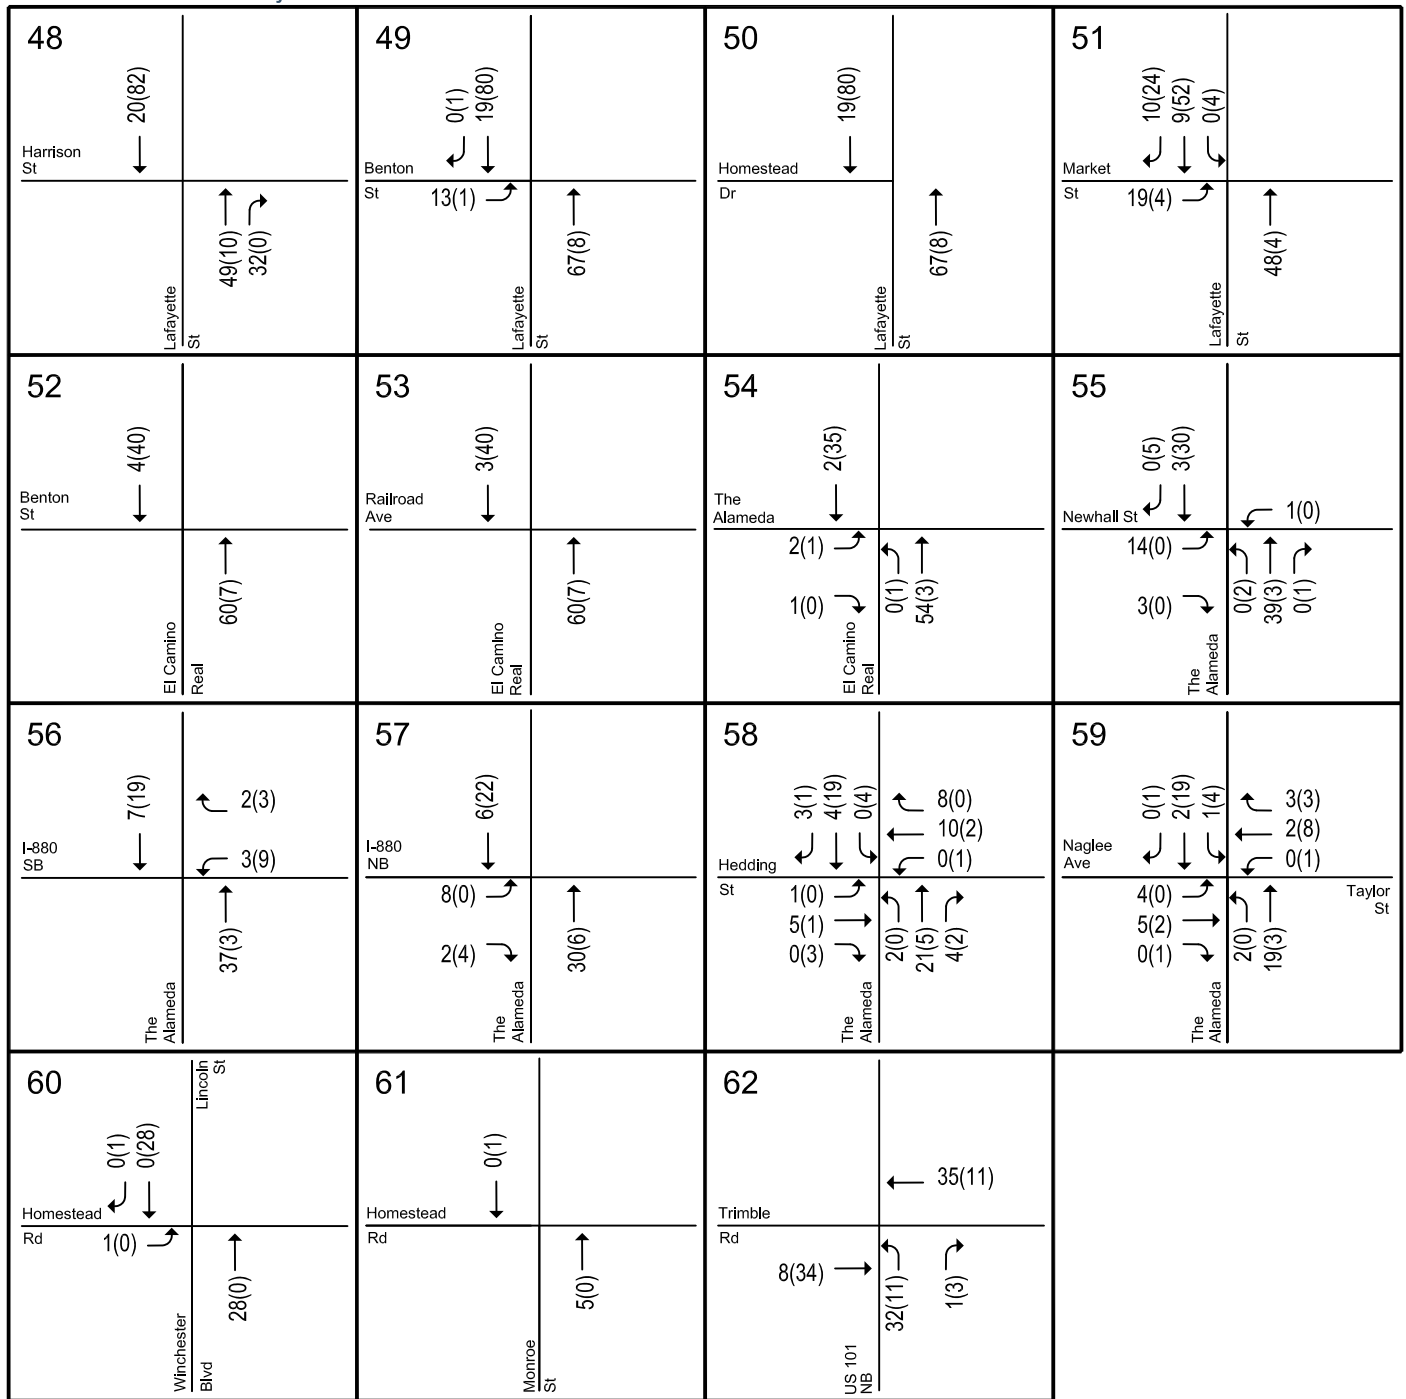 48
20(82)
Harrison
St
49(10)
32(0)
Lafayette
St
49
0(1)
19(80)
Benton
St
13(1)
67(8)
Lafayette
St
50
19(80)
Homestead
Dr
67(8)
Lafayette
St
51
10(24)
9(52)
0(4)
Market
St
19(4)
48(4)
Lafayette
St
52
4(40)
Benton
St
60(7)
El Camino
Real
53
3(40)
Railroad
Ave
60(7)
El Camino
Real
54
2(35)
The
Alameda
2(1)
1(0)
0(1)
54(3)
El Camino
Real
55
0(5)
3(30)
1(0)
Newhall St
14(0)
3(0)
0(2)
39(3)
0(1)
The
Alameda
56
7(19)
2(3)
3(9)
I-880
SB
37(3)
The
Alameda
57
6(22)
I-880
NB
8(0)
2(4)
30(6)
The
Alameda
58
3(1)
4(19)
0(4)
8(0)
10(2)
0(1)
Hedding
St
1(0)
5(1)
0(3)
2(0)
21(5)
4(2)
The
Alameda
59
0(1)
2(19)
1(4)
3(3)
2(8)
0(1)
Naglee
Ave
Taylor
St
4(0)
5(2)
0(1)
2(0)
19(3)
The
Alameda
60
Lincoln
St
0(1)
0(28)
Homestead
Rd
1(0)
28(0)
Winchester
Blvd
61
0(1)
Homestead
Rd
5(0)
Monroe
St
62
35(11)
Trimble
Rd
8(34)
32(11)
1(3)
US 101
NB